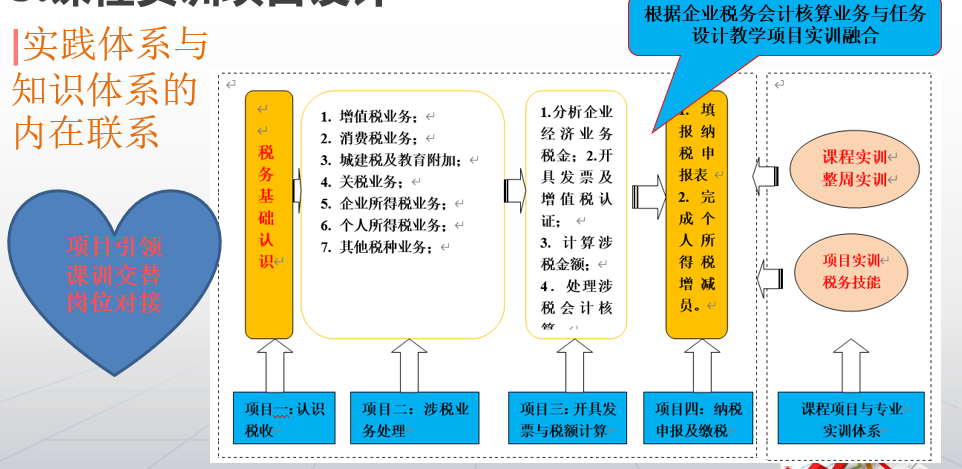 根据企业税务会计核算业务与任务
设计教学项目实训融合
实践体系与
知识体系的
内在联系
项目引领
课训交替
岗位对接
税
务
基
础
认
识
1. 增值税业务；
2. 消费税业务；
3. 城建税及教育附加；
4. 关税业务；
5. 企业所得税业务；
6. 个人所得税业务；
7. 其他税种业务；
1.分析企业
经济业务
税金；2.开
具发票及
增值税认
证；
3. 计算涉
税金额；
4. 处理涉
税会计核
1. 填
报纳
税申
报表
2. 完
成个
人所
得税
增减
员。
课程实训
整周实训
项目实训
税务技能
项目一：认识
税收
项目二：涉税业
务处理
项目三：开具发
票与税额计算
项目四：纳税
申报及缴税
课程项目与专业
实训体系